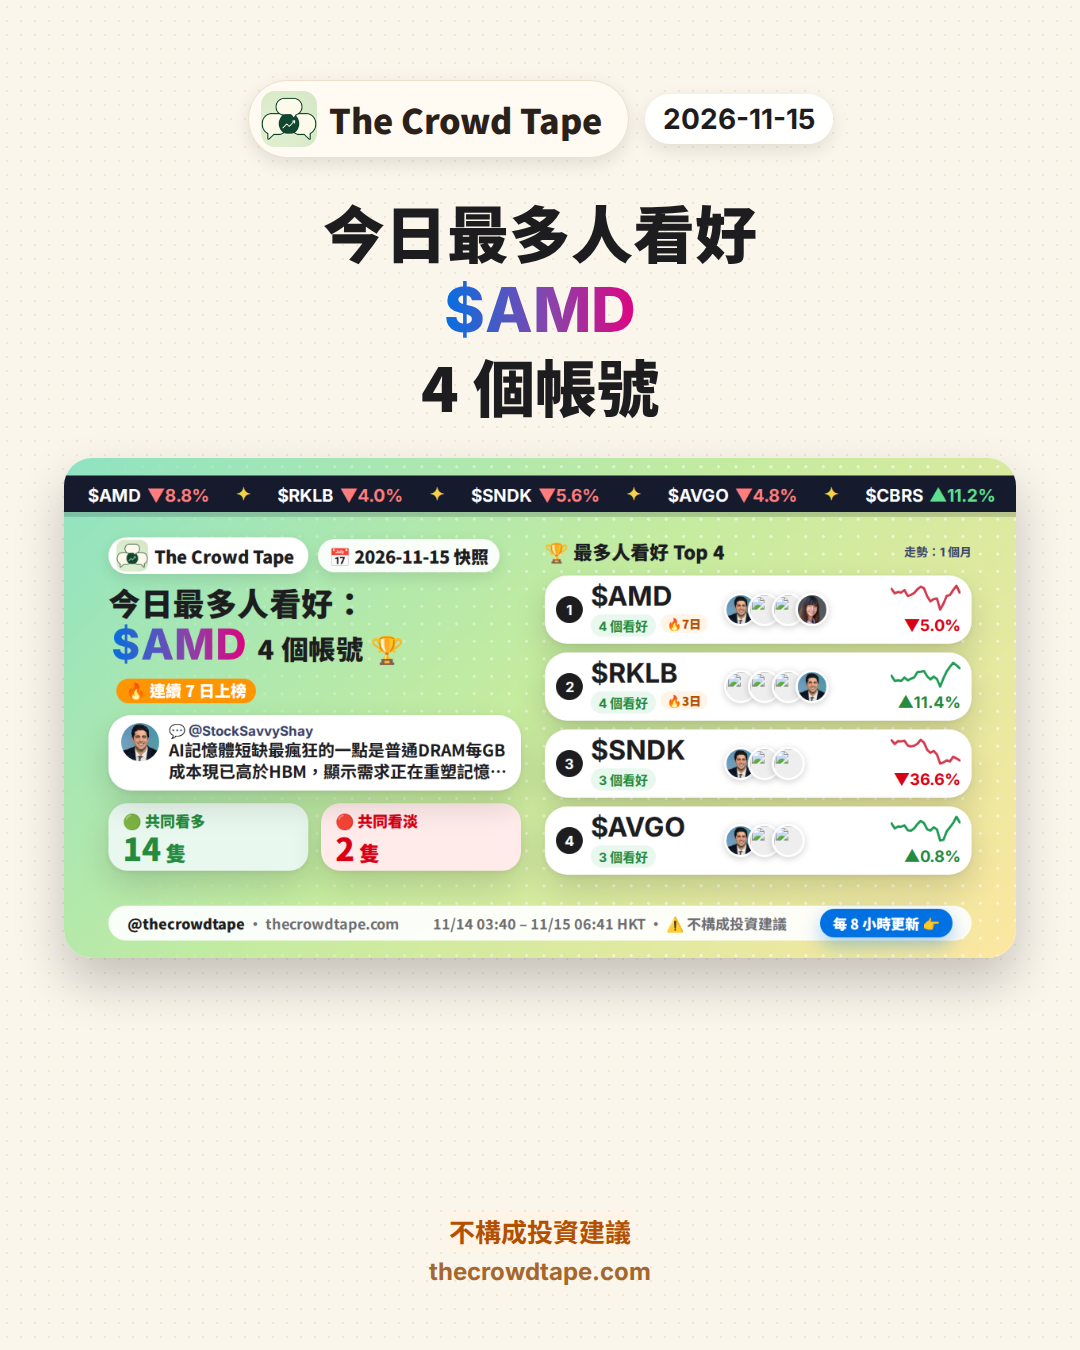 The Crowd Tape
2026-11-15
今日最多人看好
$AMD
4 個帳號
$AMD ▼8.8% ✦ $RKLB ▼4.0% ✦ $SNDK ▼5.6% ✦ $AVGO ▼4.8% ✦ $CBRS ▲11.2%
The Crowd Tape
📅 2026-11-15 快照
今日最多人看好：
$AMD 4 個帳號 🏆
🔥 連續 7 日上榜
💬 @StockSavvyShay
AI記憶體短缺最瘋狂的一點是普通DRAM每GB
成本現已高於HBM，顯示需求正在重塑記憶…
🟢 共同看多
14 隻
🔴 共同看淡
2 隻
🏆 最多人看好 Top 4
走勢：1個月
1
$AMD
4 個看好
🔥7日
▼5.0%
2
$RKLB
4 個看好
🔥3日
▲11.4%
3
$SNDK
3 個看好
▼36.6%
4
$AVGO
3 個看好
▲0.8%
@thecrowdtape • thecrowdtape.com
11/14 03:40 – 11/15 06:41 HKT • ⚠️ 不構成投資建議
每 8 小時更新 👉
不構成投資建議
thecrowdtape.com